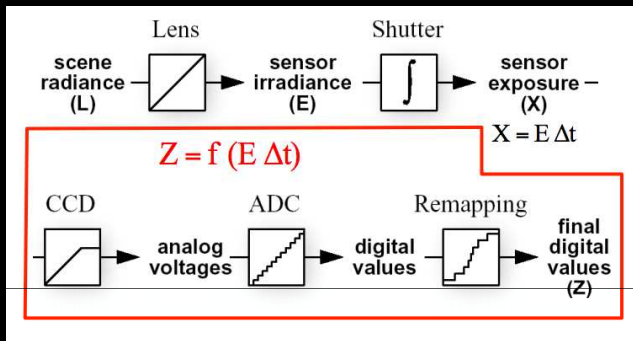 Lens
Shutter
scene
radiance
(L)
sensor
irradiance
(E)
∫
sensor
exposure
(X)
X = E Δt
Z = f (E Δt)
CCD
ADC
Remapping
analog
voltages
digital
values
final
digital
values
(Z)